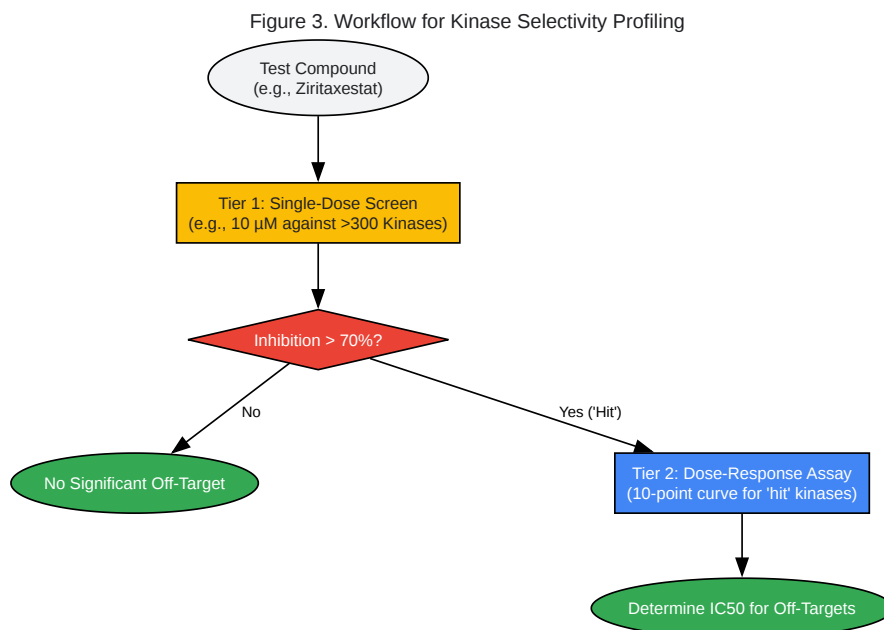 Figure 3. Workflow for Kinase Selectivity Profiling
Test Compound
(e.g., Ziritaxestat)
Tier 1: Single-Dose Screen
(e.g., 10 µM against >300 Kinases)
Inhibition > 70%?
No
Yes ('Hit')
No Significant Off-Target
Tier 2: Dose-Response Assay
(10-point curve for 'hit' kinases)
Determine IC50 for Off-Targets